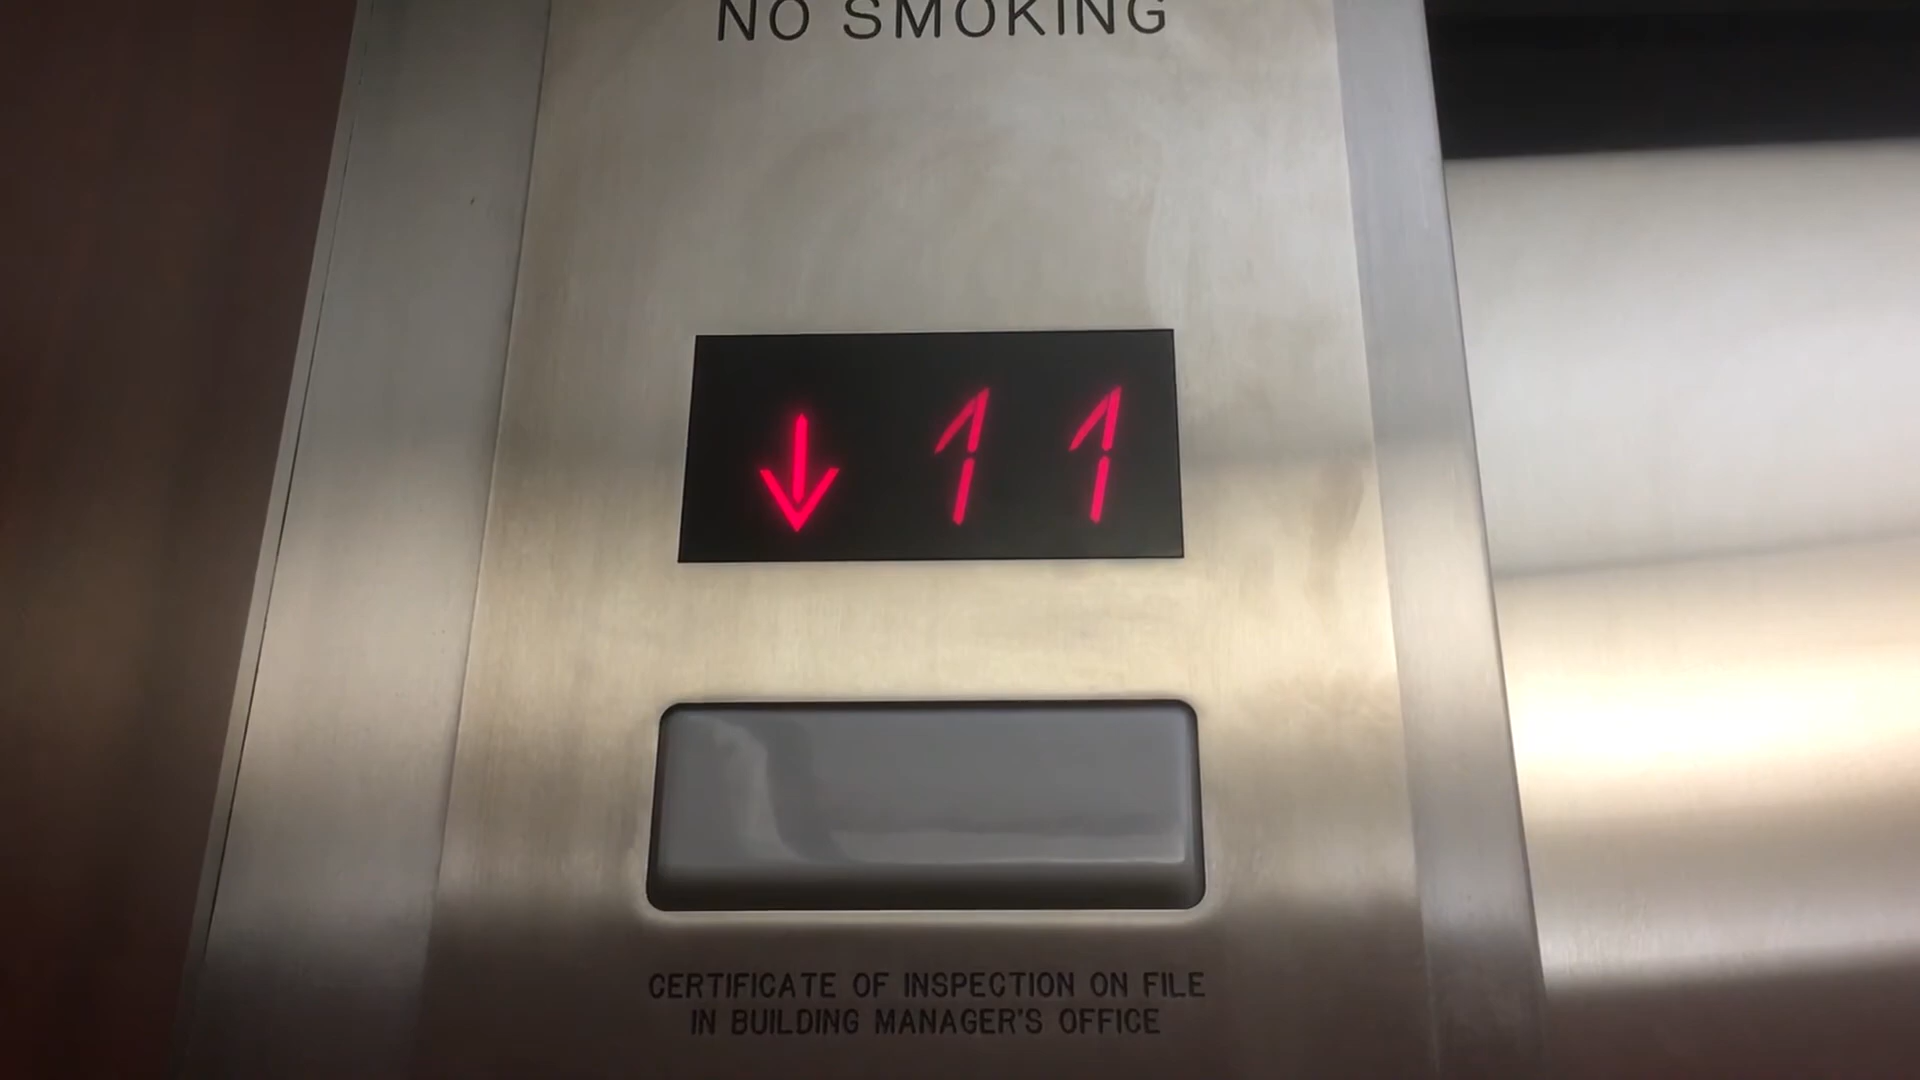 NO SMOKING
↓ 11
CERTIFICATE OF INSPECTION ON FILE
IN BUILDING MANAGER'S OFFICE